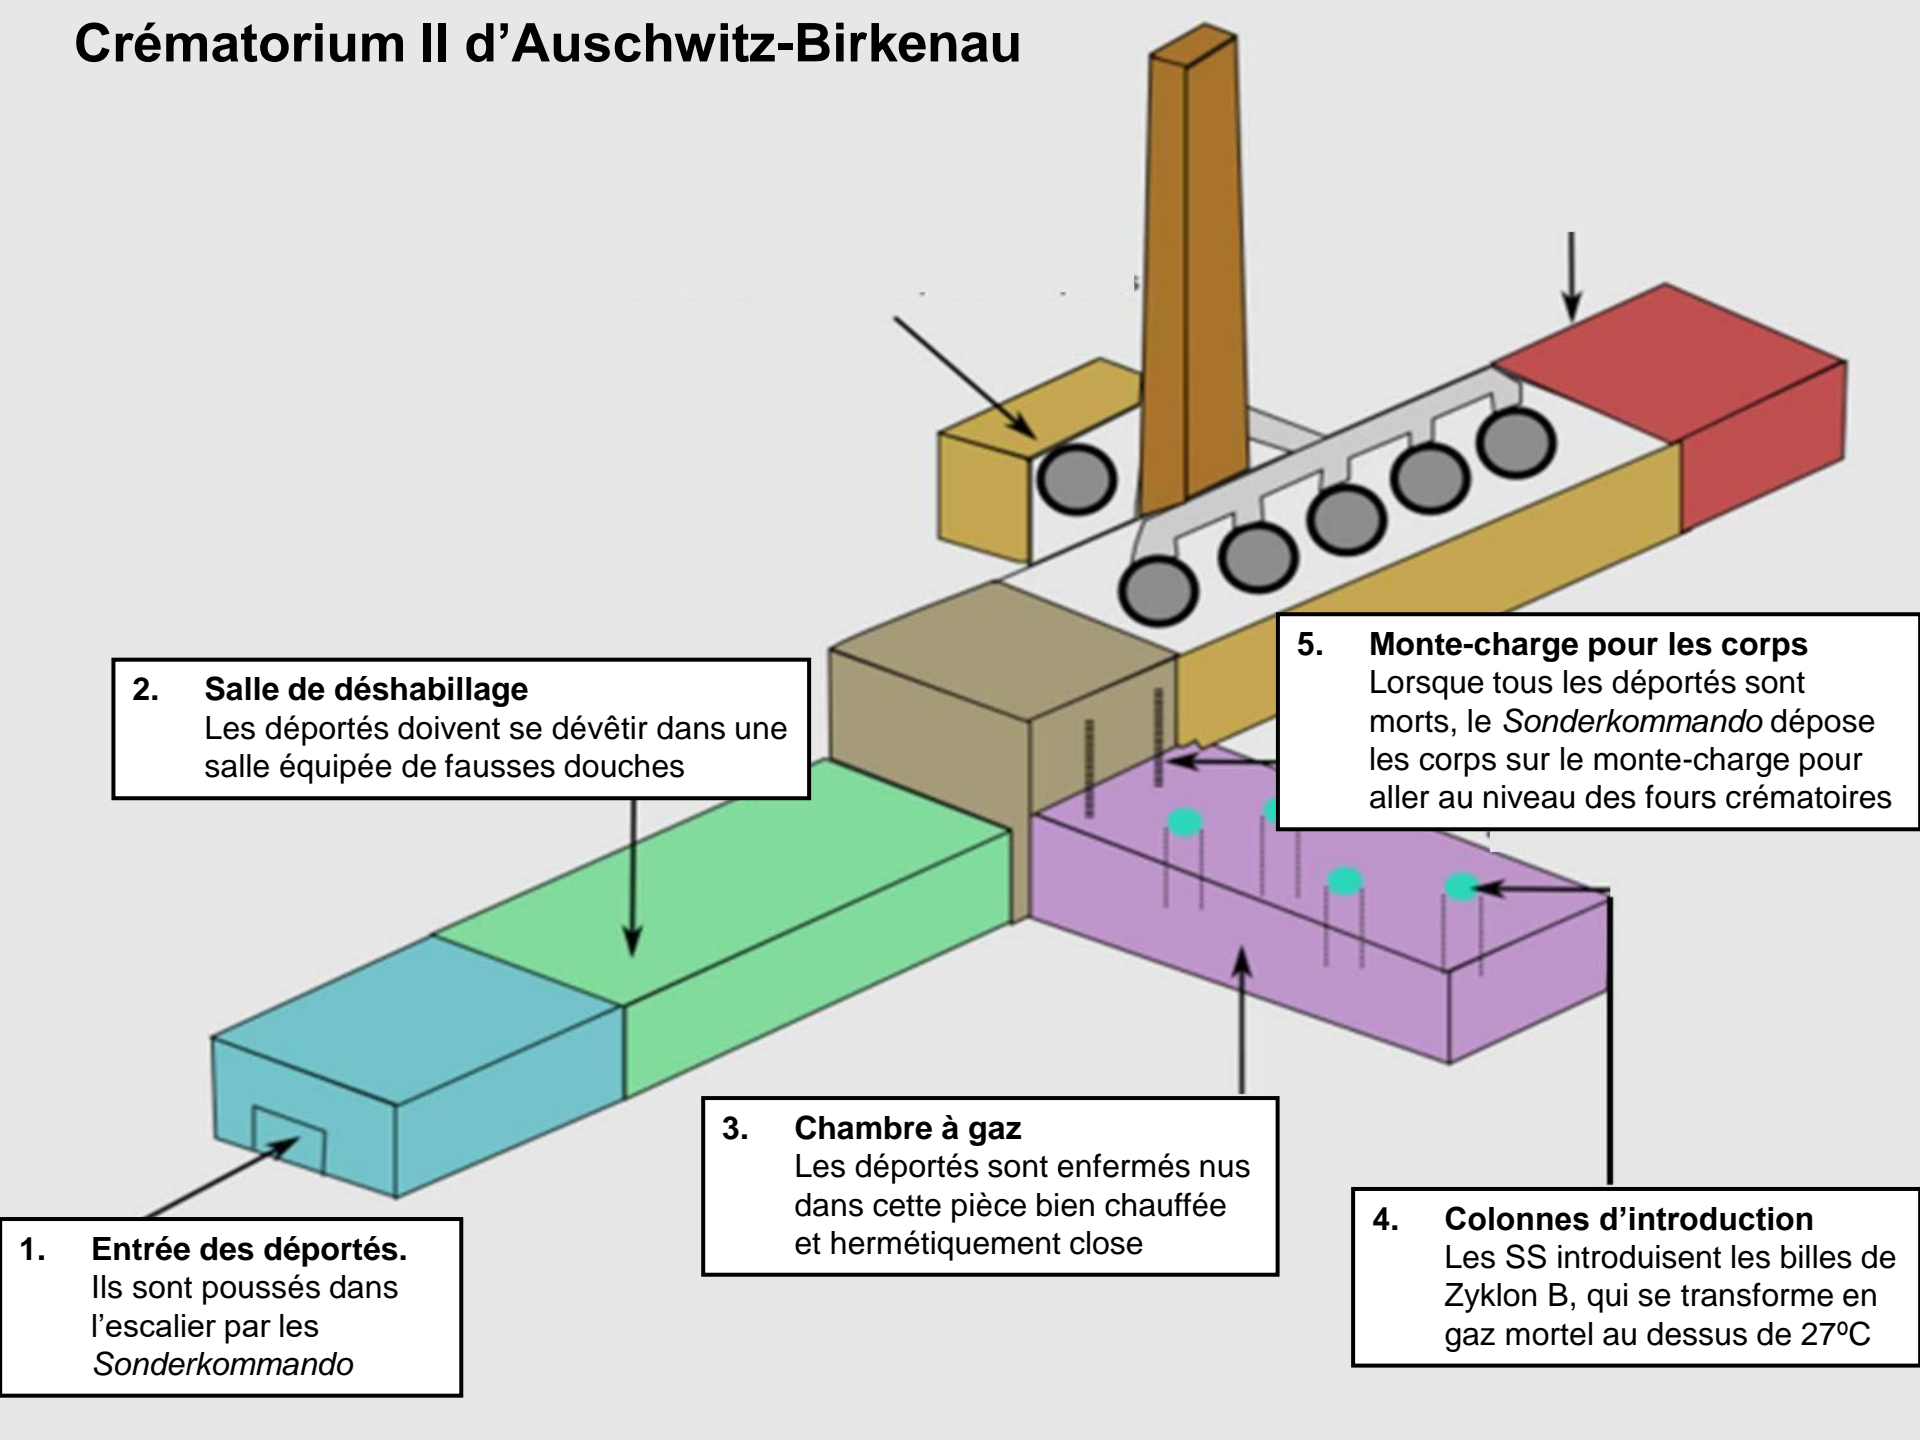 Crématorium II d’Auschwitz-Birkenau
2. Salle de déshabillage
Les déportés doivent se dévêtir dans une
salle équipée de fausses douches
5. Monte-charge pour les corps
Lorsque tous les déportés sont
morts, le Sonderkommando dépose
les corps sur le monte-charge pour
aller au niveau des fours crématoires
3. Chambre à gaz
Les déportés sont enfermés nus
dans cette pièce bien chauffée
et hermétiquement close
4. Colonnes d’introduction
Les SS introduisent les billes de
Zyklon B, qui se transforme en
gaz mortel au dessus de 27ºC
1. Entrée des déportés.
Ils sont poussés dans
l’escalier par les
Sonderkommando